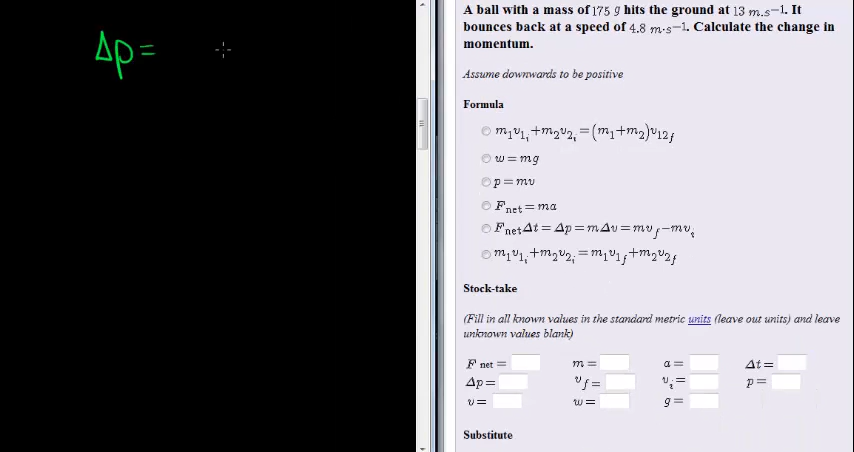 Δp =
A ball with a mass of 175 g hits the ground at 13 m.s−1. It
bounces back at a speed of 4.8 m·s−1. Calculate the change in
momentum.
Assume downwards to be positive
Formula
m₁v₁ᵢ+m₂v₂ᵢ=(m₁+m₂)v₁₂f
w=mg
p=mv
Fnet=ma
FnetΔt=Δp=mΔv=mvf−mvᵢ
m₁v₁ᵢ+m₂v₂ᵢ=m₁v₁f+m₂v₂f
Stock-take
(Fill in all known values in the standard metric units (leave out units) and leave
unknown values blank)
F net = m= a= Δt=
Δp= vf= vᵢ= p=
v= w= g=
Substitute